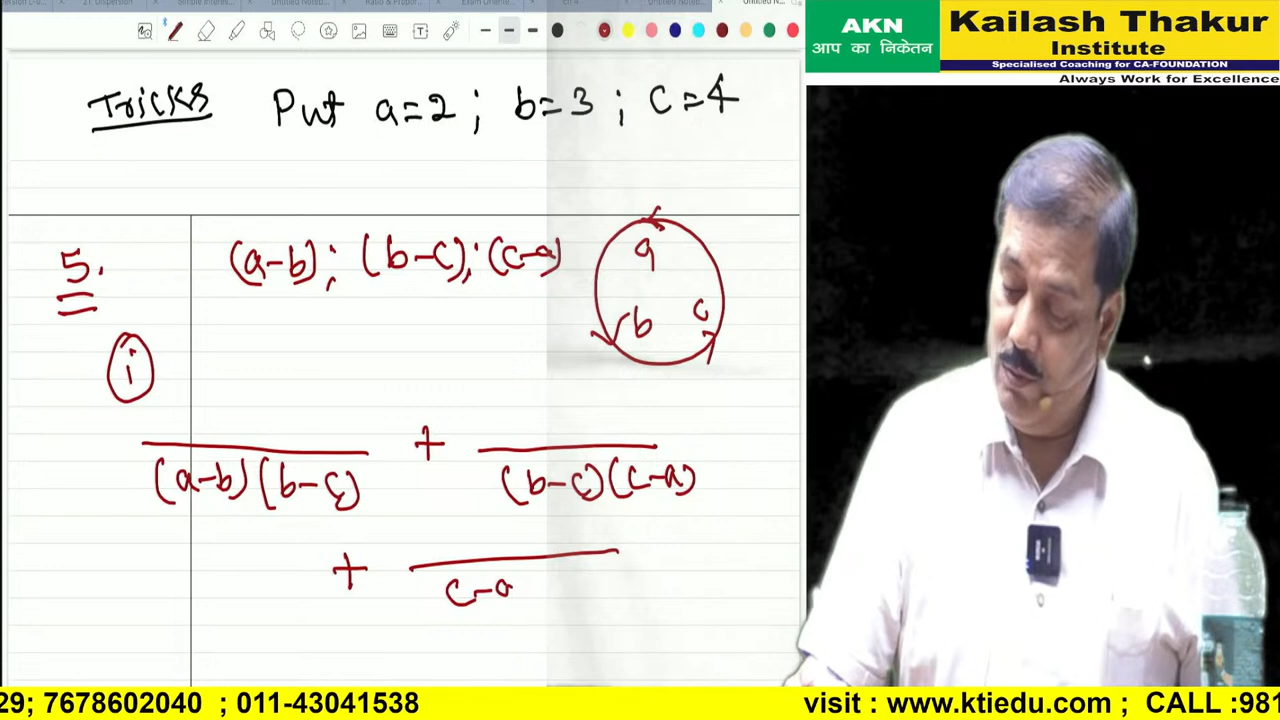 AKN
आप का निकेतन
Kailash Thakur
Institute
Specialised Coaching for CA-FOUNDATION
Always Work for Excellence
Tricks Put a=2 ; b=3 ; c=4
5. (a-b) ; (b-c) ; (c-a)
a
b c
i
+
(a-b)(b-c) (b-c)(c-a)
+
c-a
29; 7678602040 ; 011-43041538 visit : www.ktiedu.com ; CALL :981